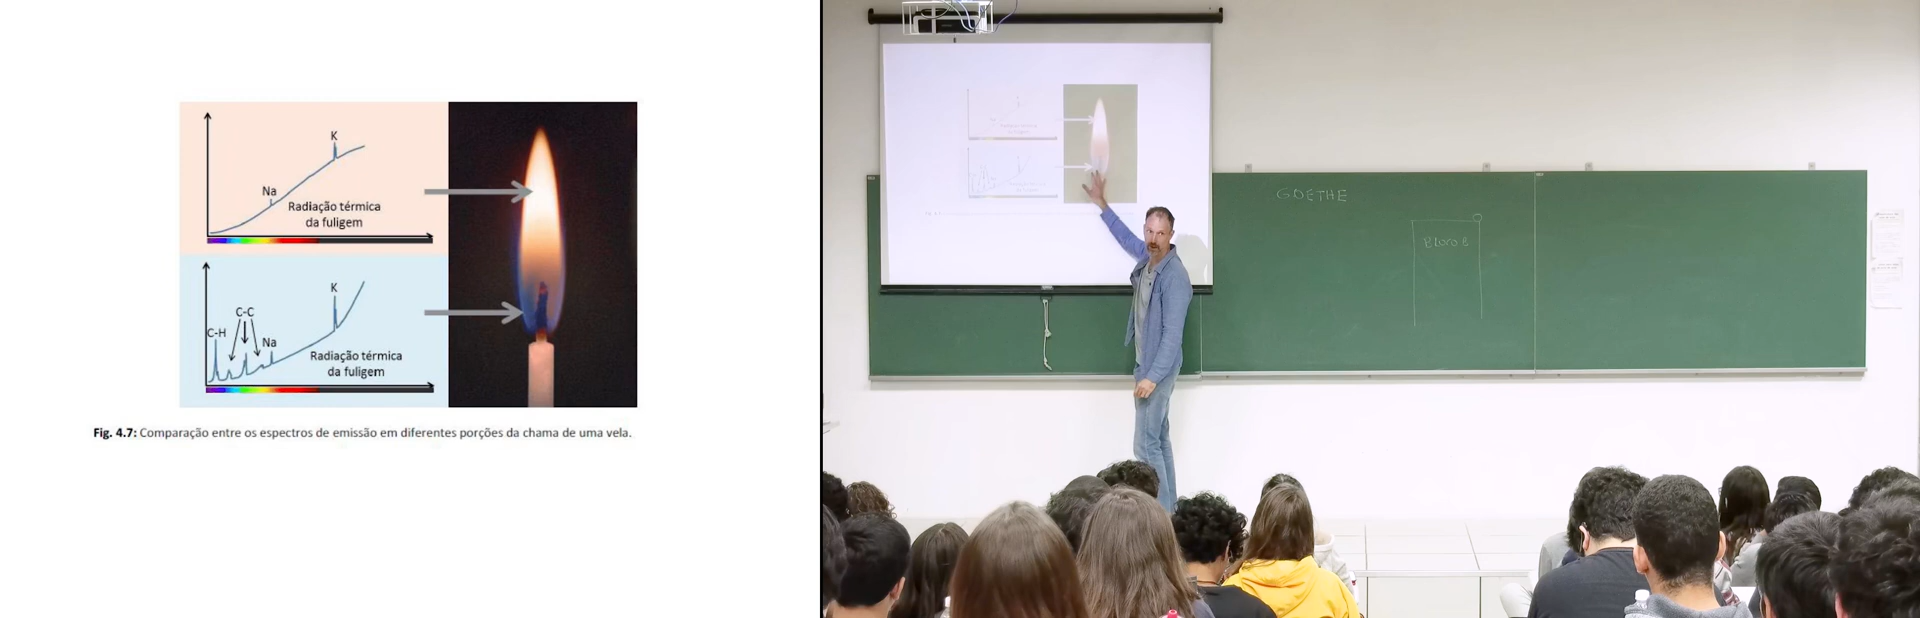 K
Na
Radiação térmica
da fuligem
K
C-C
C-H
Na
Radiação térmica
da fuligem
Fig. 4.7: Comparação entre os espectros de emissão em diferentes porções da chama de uma vela.
GOETHE
Bloco B